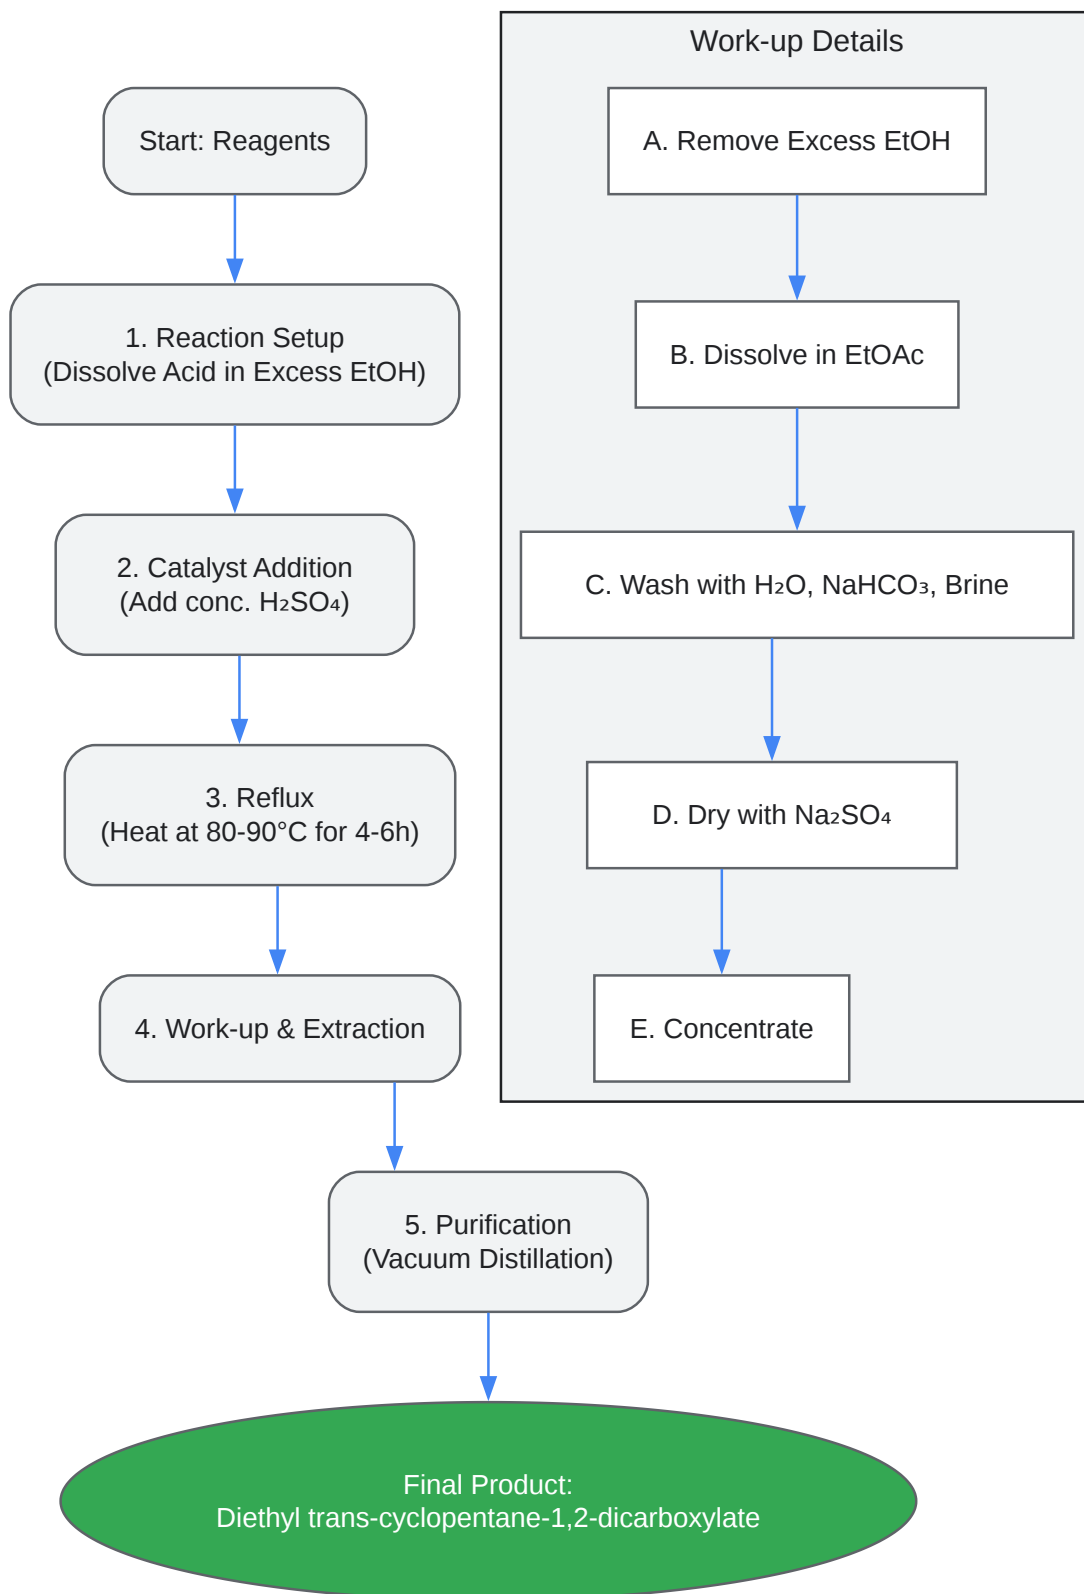 Start: Reagents
1. Reaction Setup
(Dissolve Acid in Excess EtOH)
2. Catalyst Addition
(Add conc. H₂SO₄)
3. Reflux
(Heat at 80-90°C for 4-6h)
4. Work-up & Extraction
5. Purification
(Vacuum Distillation)
Final Product:
Diethyl trans-cyclopentane-1,2-dicarboxylate
Work-up Details
A. Remove Excess EtOH
B. Dissolve in EtOAc
C. Wash with H₂O, NaHCO₃, Brine
D. Dry with Na₂SO₄
E. Concentrate